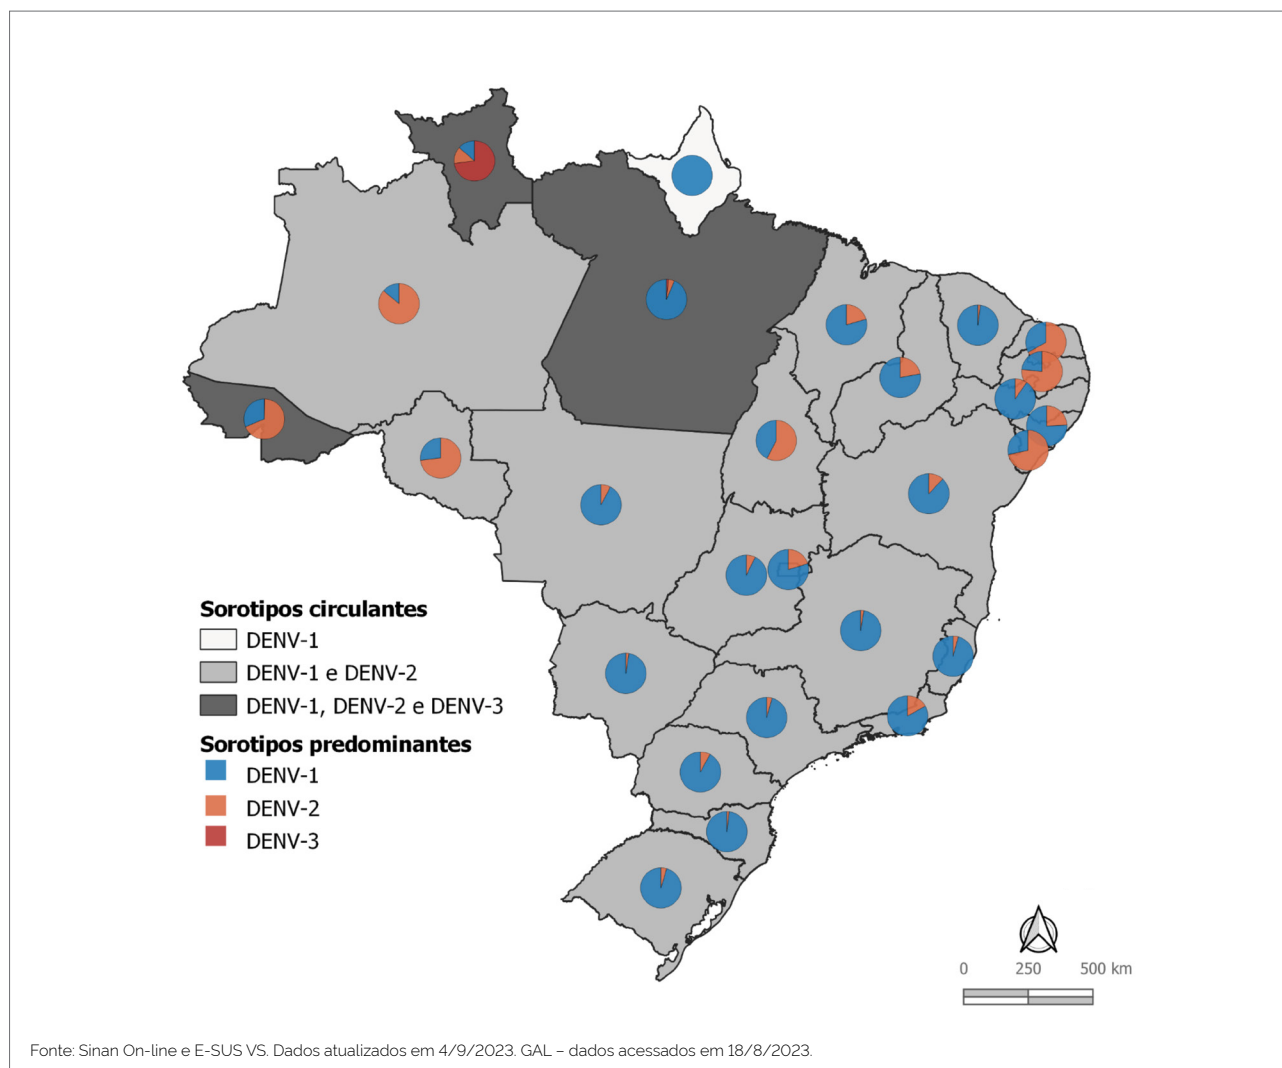 Sorotipos circulantes
DENV-1
DENV-1 e DENV-2
DENV-1, DENV-2 e DENV-3
Sorotipos predominantes
DENV-1
DENV-2
DENV-3
0 250 500 km
Fonte: Sinan On-line e E-SUS VS. Dados atualizados em 4/9/2023. GAL – dados acessados em 18/8/2023.